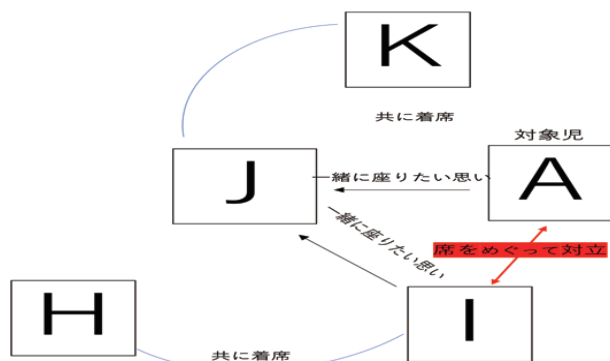 K
共に着席
対象児
J
一緒に座りたい思い
A
一緒に座りたい思い
席をめぐって対立
H
I
共に着席